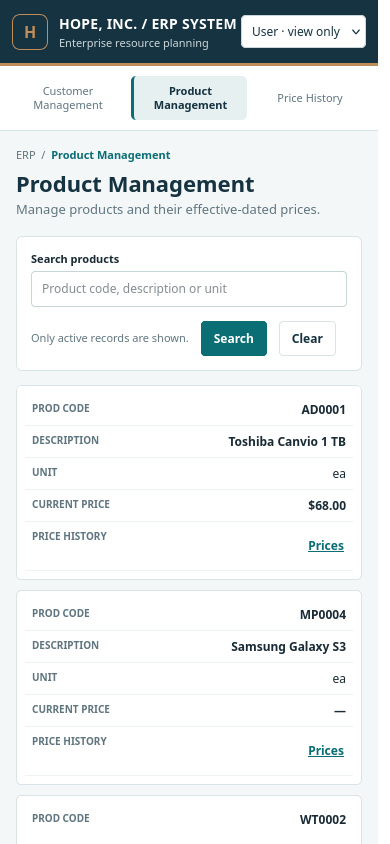 H
HOPE, INC. / ERP SYSTEM
Enterprise resource planning
User · view only
Customer Management
Product Management
Price History
ERP / Product Management
Product Management
Manage products and their effective-dated prices.
Search products
Product code, description or unit
Only active records are shown.
Search
Clear
PROD CODE AD0001
DESCRIPTION Toshiba Canvio 1 TB
UNIT ea
CURRENT PRICE $68.00
PRICE HISTORY Prices
PROD CODE MP0004
DESCRIPTION Samsung Galaxy S3
UNIT ea
CURRENT PRICE —
PRICE HISTORY Prices
PROD CODE WT0002